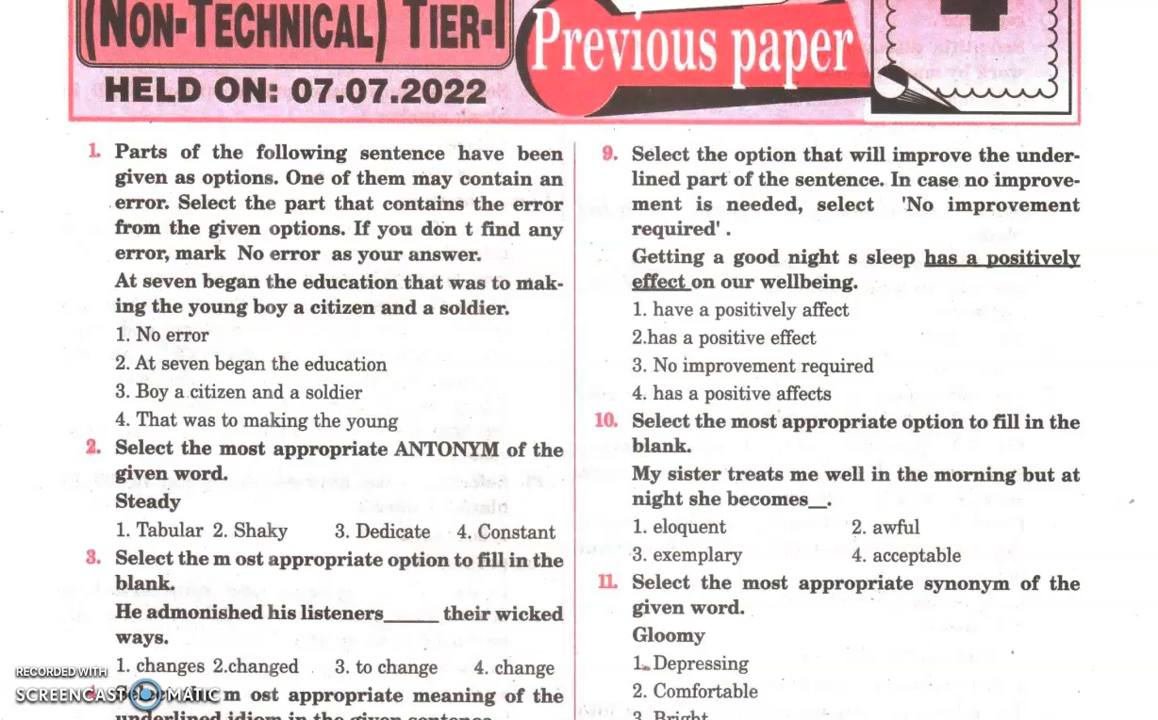 (NON-TECHNICAL) TIER-I
HELD ON: 07.07.2022
Previous paper
1. Parts of the following sentence have been
given as options. One of them may contain an
error. Select the part that contains the error
from the given options. If you don t find any
error, mark No error as your answer.
At seven began the education that was to mak-
ing the young boy a citizen and a soldier.
1. No error
2. At seven began the education
3. Boy a citizen and a soldier
4. That was to making the young
2. Select the most appropriate ANTONYM of the
given word.
Steady
1. Tabular 2. Shaky 3. Dedicate 4. Constant
3. Select the m ost appropriate option to fill in the
blank.
He admonished his listeners_____ their wicked
ways.
1. changes 2.changed 3. to change 4. change
m ost appropriate meaning of the
underlined idiom in the given sentence.
9. Select the option that will improve the under-
lined part of the sentence. In case no improve-
ment is needed, select 'No improvement
required' .
Getting a good night s sleep has a positively
effect on our wellbeing.
1. have a positively affect
2.has a positive effect
3. No improvement required
4. has a positive affects
10. Select the most appropriate option to fill in the
blank.
My sister treats me well in the morning but at
night she becomes__.
1. eloquent 2. awful
3. exemplary 4. acceptable
11. Select the most appropriate synonym of the
given word.
Gloomy
1. Depressing
2. Comfortable
3. Bright
RECORDED WITH
SCREENCAST MATIC